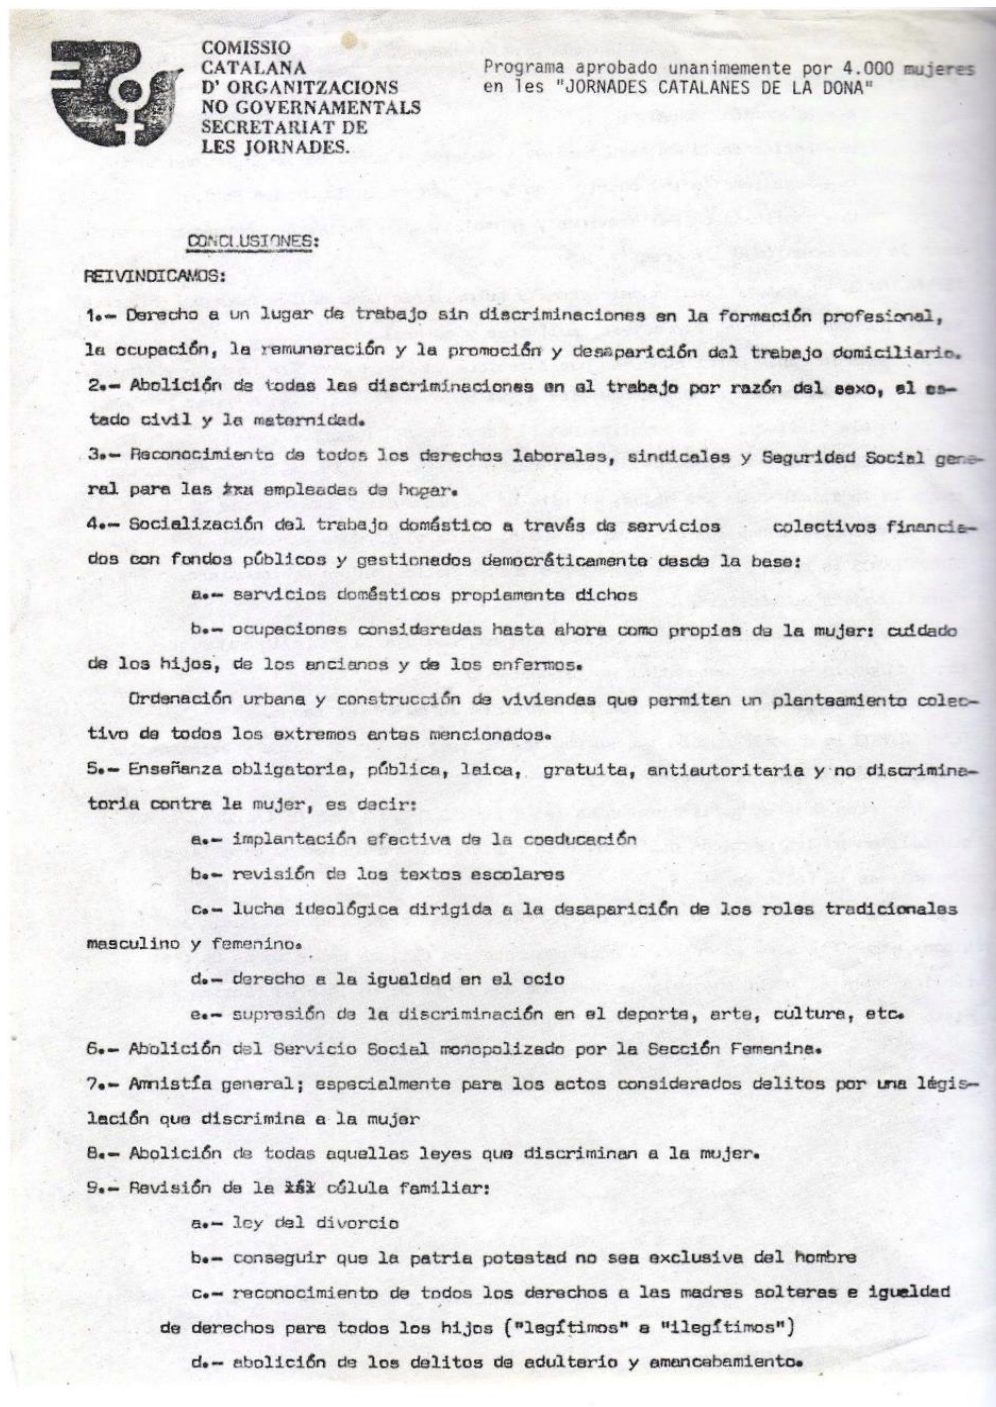 COMISSIO
CATALANA
D' ORGANITZACIONS
NO GOVERNAMENTALS
SECRETARIAT DE
LES JORNADES.
Programa aprobado unanimemente por 4.000 mujeres
en les "JORNADES CATALANES DE LA DONA"
CONCLUSIONES:
REIVINDICAMOS:
1.- Derecho a un lugar de trabajo sin discriminaciones en la formación profesional,
la ocupación, la remuneración y la promoción y desaparición del trabajo domiciliario.
2.- Abolición de todas las discriminaciones en el trabajo por razón del sexo, el es-
tado civil y la maternidad.
3.- Reconocimiento de todos los derechos laborales, sindicales y Seguridad Social gene-
ral para las empleadas de hogar.
4.- Socialización del trabajo doméstico a través de servicios colectivos financia-
dos con fondos públicos y gestionados democráticamente desde la base:
a.- servicios domésticos propiamente dichos
b.- ocupaciones consideradas hasta ahora como propias de la mujer: cuidado
de los hijos, de los ancianos y de los enfermos.
Ordenación urbana y construcción de viviendas que permitan un planteamiento colec-
tivo de todos los extremos antes mencionados.
5.- Enseñanza obligatoria, pública, laica, gratuita, antiautoritaria y no discrimina-
toria contra la mujer, es decir:
a.- implantación efectiva de la coeducación
b.- revisión de los textos escolares
c.- lucha ideológica dirigida a la desaparición de los roles tradicionales
masculino y femenino.
d.- derecho a la igualdad en el ocio
e.- supresión de la discriminación en el deporte, arte, cultura, etc.
6.- Abolición del Servicio Social monopolizado por la Sección Femenina.
7.- Amnistía general; especialmente para los actos considerados delitos por una légis-
lación que discrimina a la mujer
8.- Abolición de todas aquellas leyes que discriminan a la mujer.
9.- Revisión de la célula familiar:
a.- ley del divorcio
b.- conseguir que la patria potestad no sea exclusiva del hombre
c.- reconocimiento de todos los derechos a las madres solteras e igualdad
de derechos para todos los hijos ("legítimos" e "ilegítimos")
d.- abolición de los delitos de adulterio y amancebamiento.